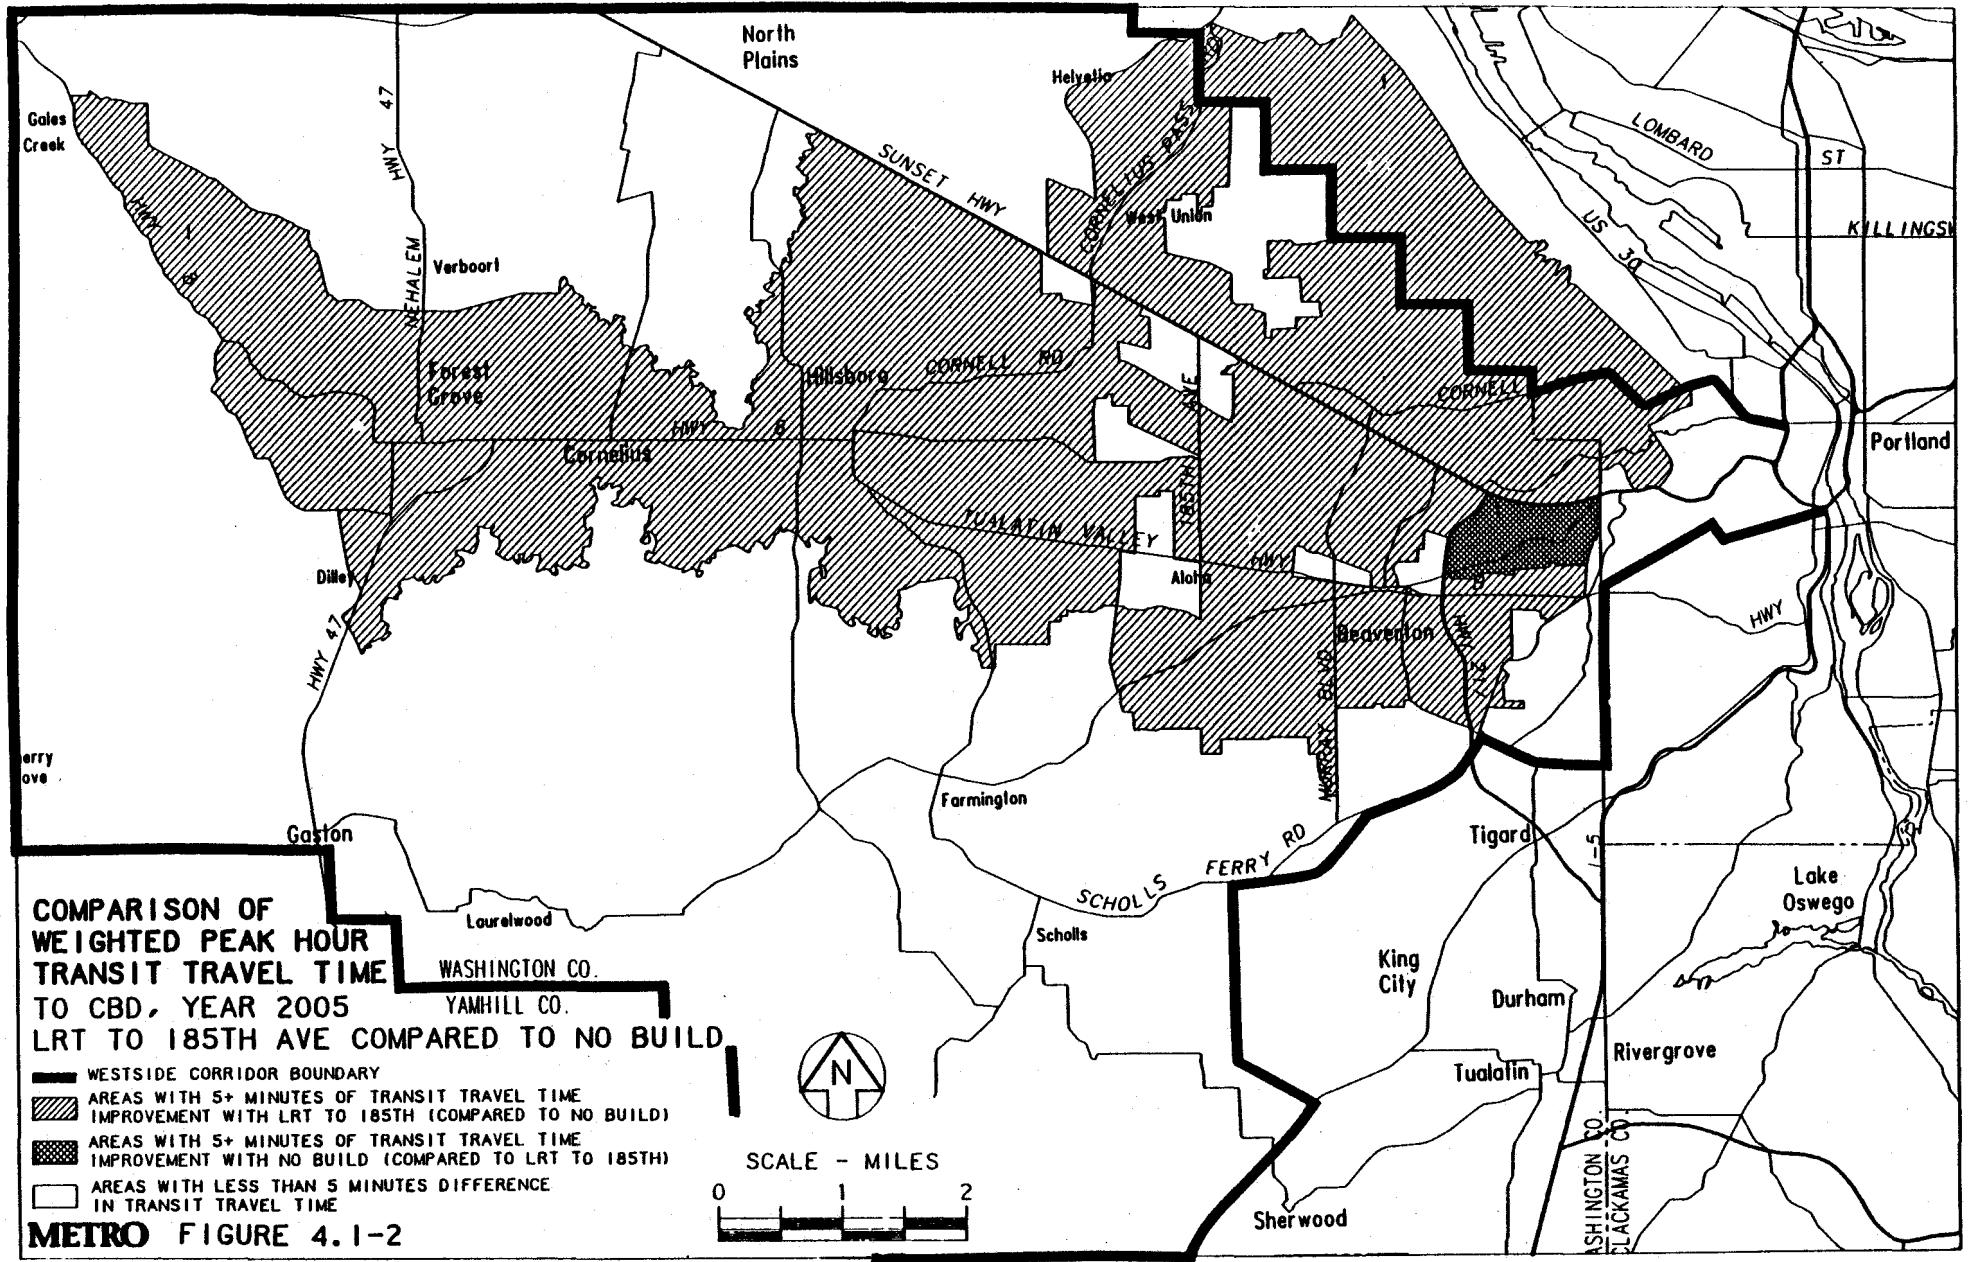 North
Plains
Helvetia
Gales
Creek
HWY 47
SUNSET HWY
CORNELIUS PASS
LOMBARD ST
West Union
US 30
KILLINGSW
HWY
8
NEHALEM HWY 47
Verboort
Forest
Grove
Hillsboro
CORNELL RD
CORNELL
185TH AVE
HWY 8
Cornelius
Portland
TUALATIN VALLEY HWY
Dilley
Aloha
8
HWY
HWY 47
Beaverton
HWY 217
MURRAY BLVD
erry
ove
Farmington
Gaston
Tigard
I-5
SCHOLLS FERRY RD
Lake
Oswego
Laurelwood
Scholls
King
City
Durham
Rivergrove
Tualatin
Sherwood
WASHINGTON CO.
YAMHILL CO.
ASHINGTON CO.
CLACKAMAS CO.
COMPARISON OF
WEIGHTED PEAK HOUR
TRANSIT TRAVEL TIME
TO CBD, YEAR 2005
LRT TO 185TH AVE COMPARED TO NO BUILD
WESTSIDE CORRIDOR BOUNDARY
AREAS WITH 5+ MINUTES OF TRANSIT TRAVEL TIME
IMPROVEMENT WITH LRT TO 185TH (COMPARED TO NO BUILD)
AREAS WITH 5+ MINUTES OF TRANSIT TRAVEL TIME
IMPROVEMENT WITH NO BUILD (COMPARED TO LRT TO 185TH)
AREAS WITH LESS THAN 5 MINUTES DIFFERENCE
IN TRANSIT TRAVEL TIME
METRO FIGURE 4.1-2
N
SCALE - MILES
0 1 2